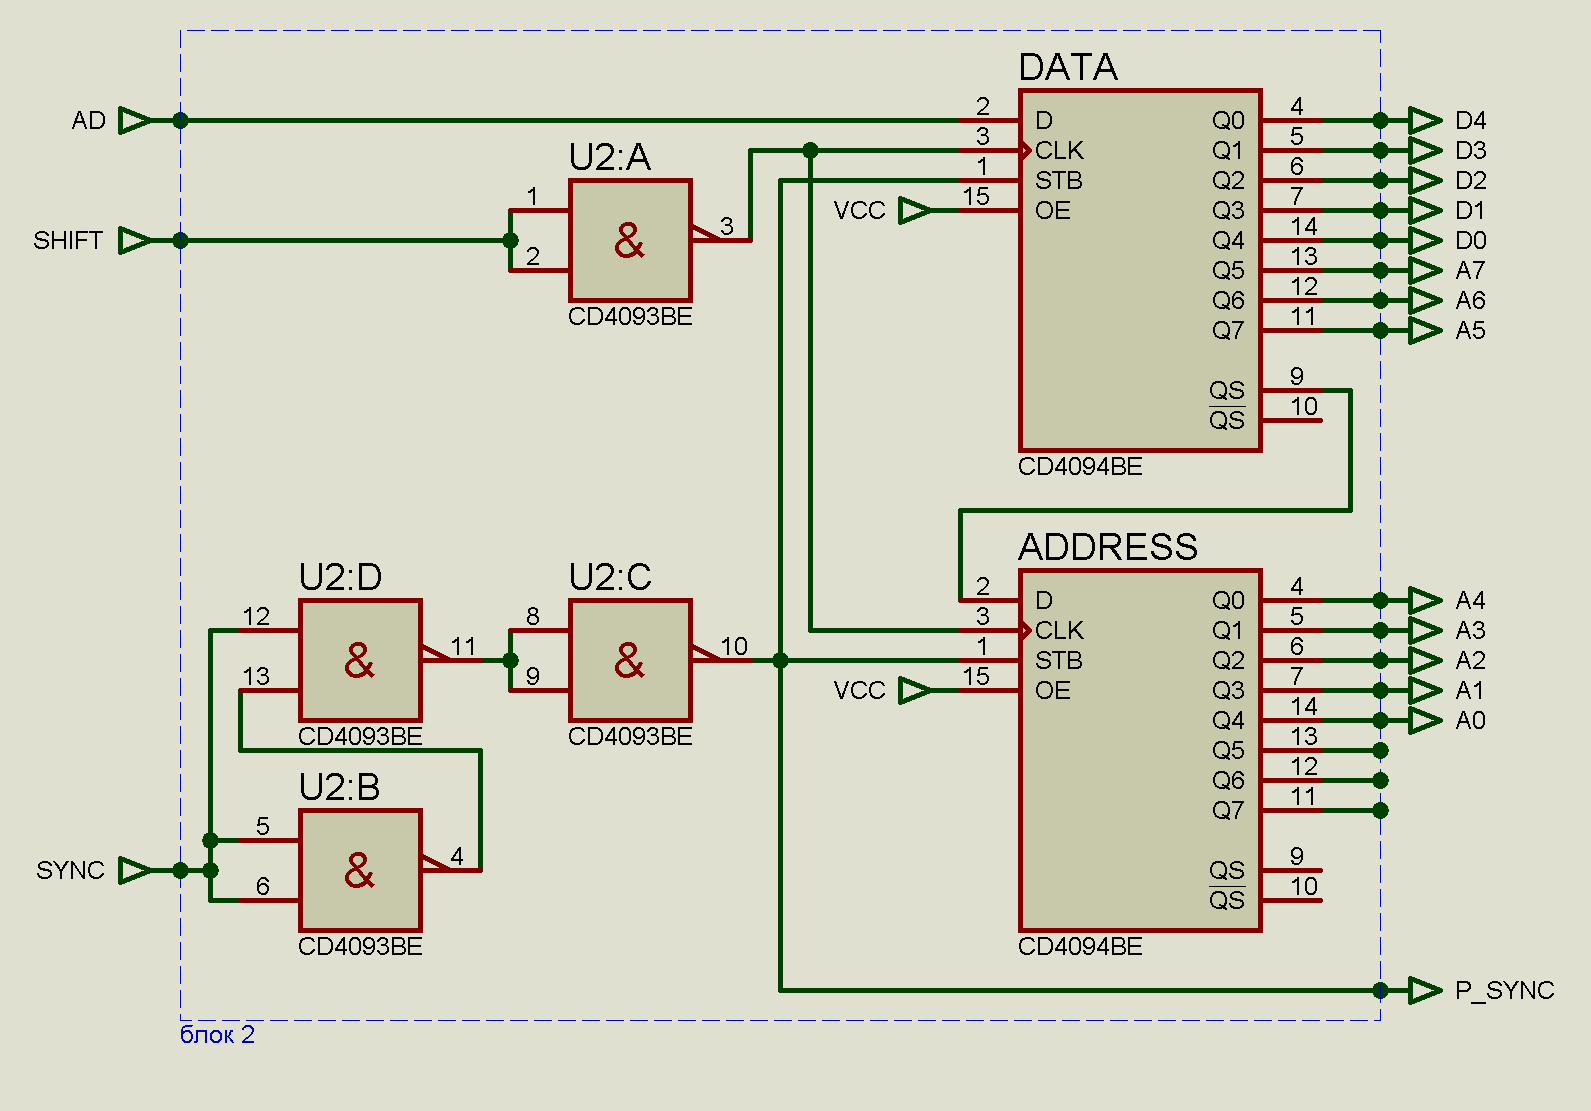 DATA
AD
2 D Q0 4 D4
3 CLK Q1 5 D3
1 STB Q2 6 D2
VCC 15 OE Q3 7 D1
Q4 14 D0
Q5 13 A7
Q6 12 A6
Q7 11 A5
QS 9
QS 10
CD4094BE
U2:A
SHIFT
1
2
&
3
CD4093BE
ADDRESS
2 D Q0 4 A4
3 CLK Q1 5 A3
1 STB Q2 6 A2
VCC 15 OE Q3 7 A1
Q4 14 A0
Q5 13
Q6 12
Q7 11
QS 9
QS 10
CD4094BE
U2:D
12
13
&
11
CD4093BE
U2:C
8
9
&
10
CD4093BE
U2:B
SYNC
5
6
&
4
CD4093BE
P_SYNC
блок 2